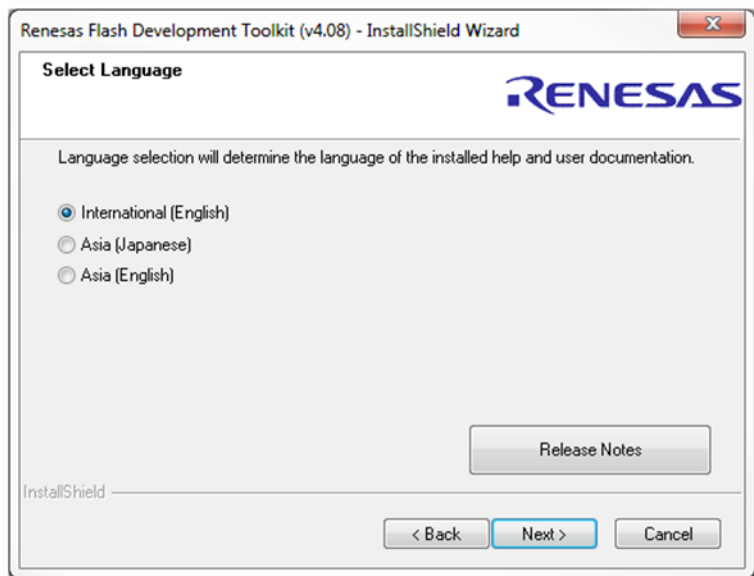 Renesas Flash Development Toolkit (v4.08) - InstallShield Wizard
Select Language
RENESAS
Language selection will determine the language of the installed help and user documentation.
International (English)
Asia (Japanese)
Asia (English)
Release Notes
InstallShield
< Back
Next >
Cancel